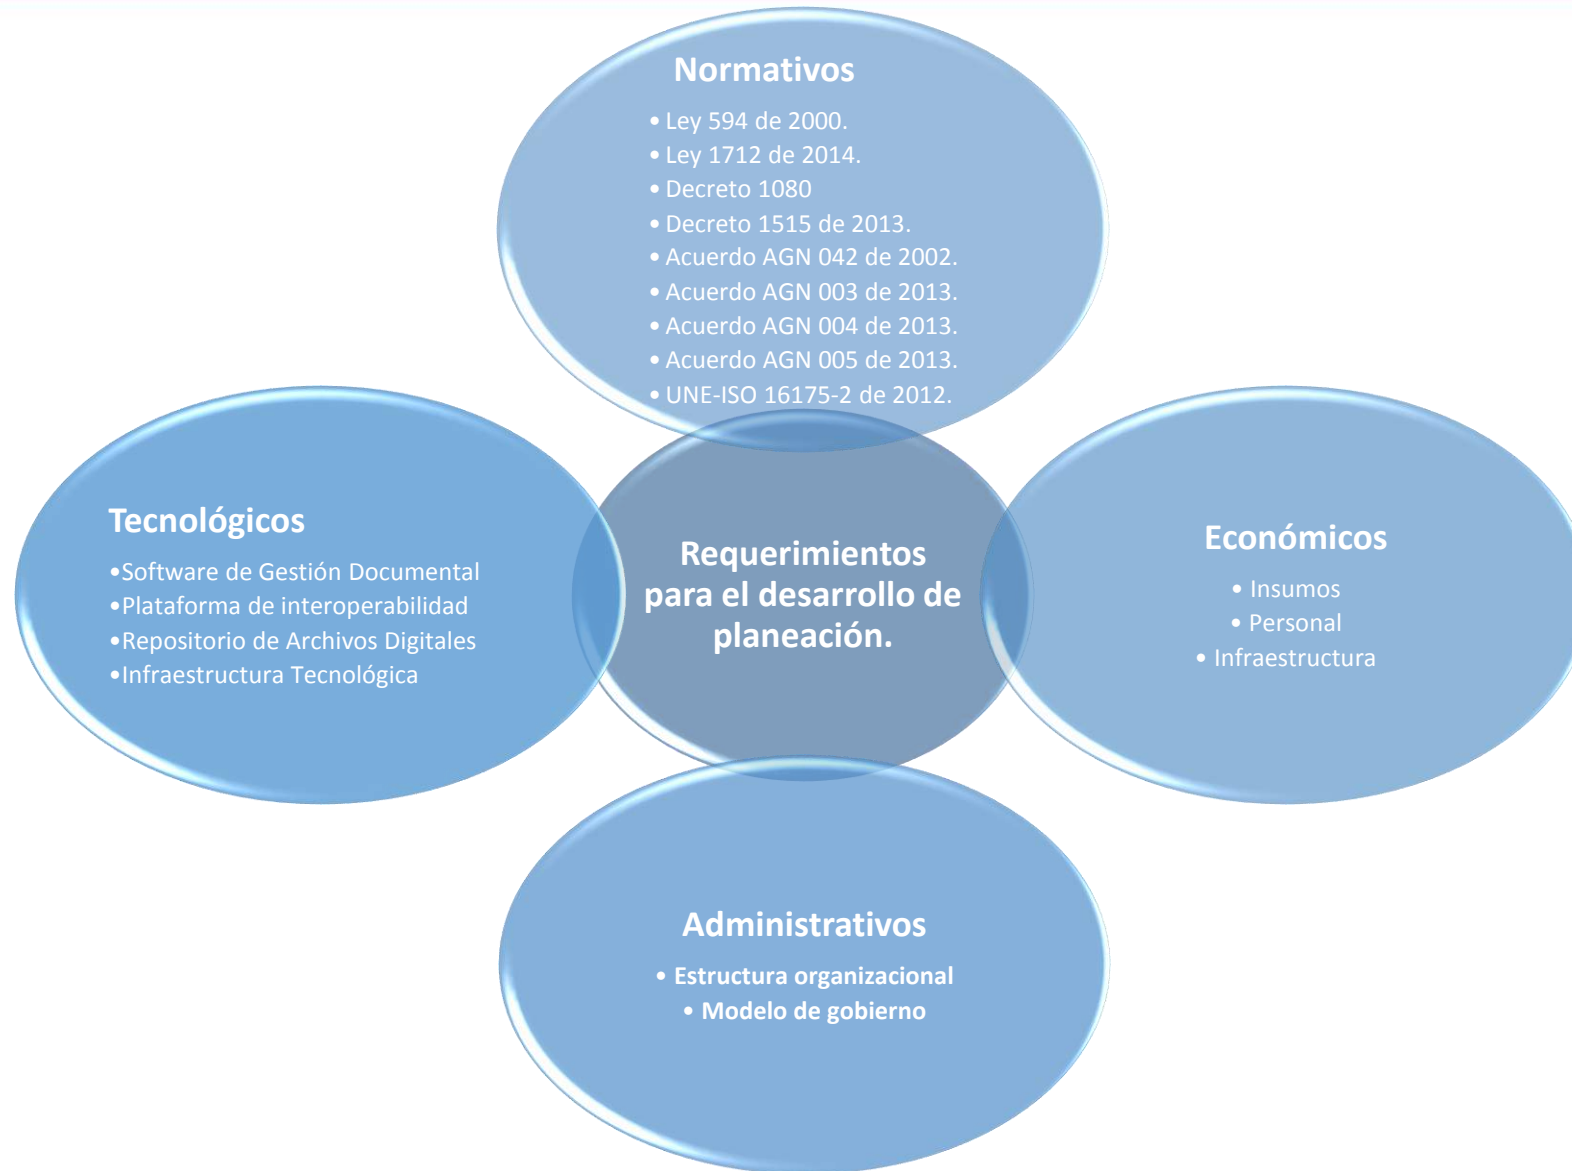 Normativos
• Ley 594 de 2000.
• Ley 1712 de 2014.
• Decreto 1080
• Decreto 1515 de 2013.
• Acuerdo AGN 042 de 2002.
• Acuerdo AGN 003 de 2013.
• Acuerdo AGN 004 de 2013.
• Acuerdo AGN 005 de 2013.
• UNE-ISO 16175-2 de 2012.
Tecnológicos
•Software de Gestión Documental
•Plataforma de interoperabilidad
•Repositorio de Archivos Digitales
•Infraestructura Tecnológica
Requerimientos
para el desarrollo de
planeación.
Económicos
• Insumos
• Personal
• Infraestructura
Administrativos
• Estructura organizacional
• Modelo de gobierno